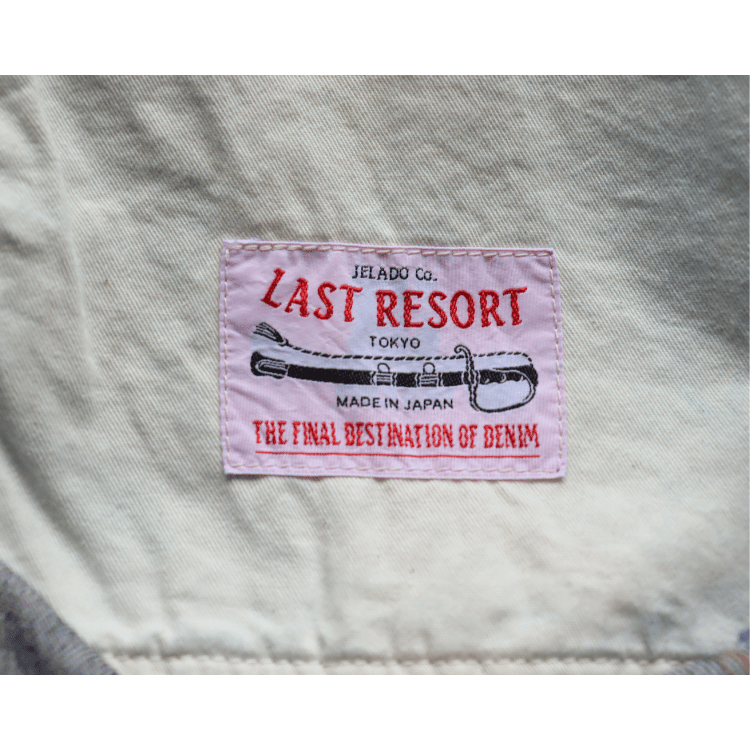 JELADO Co.
LAST RESORT
TOKYO
MADE IN JAPAN
THE FINAL DESTINATION OF DENIM